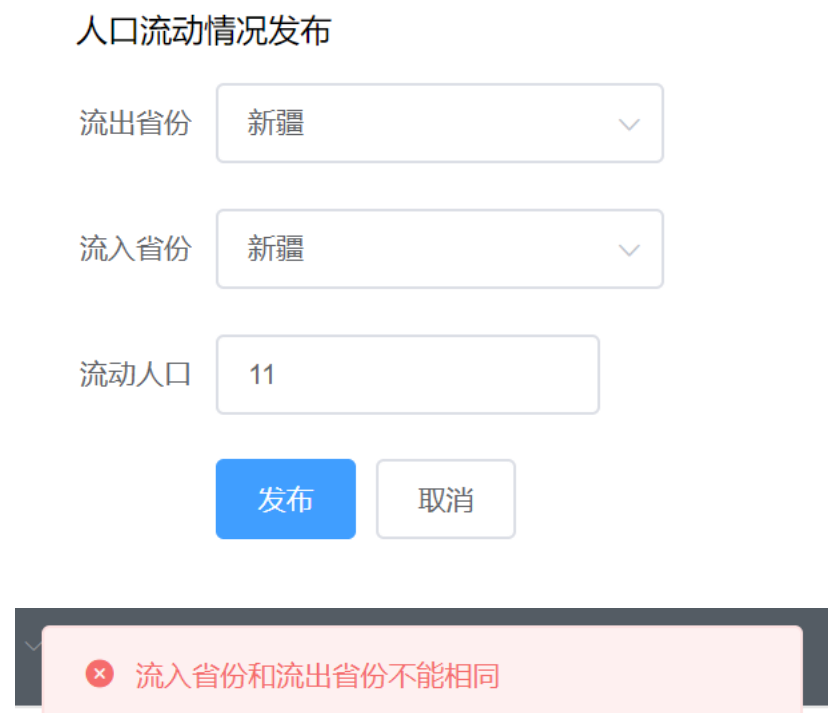 人口流动情况发布
流出省份 新疆
流入省份 新疆
流动人口 11
发布 取消
流入省份和流出省份不能相同